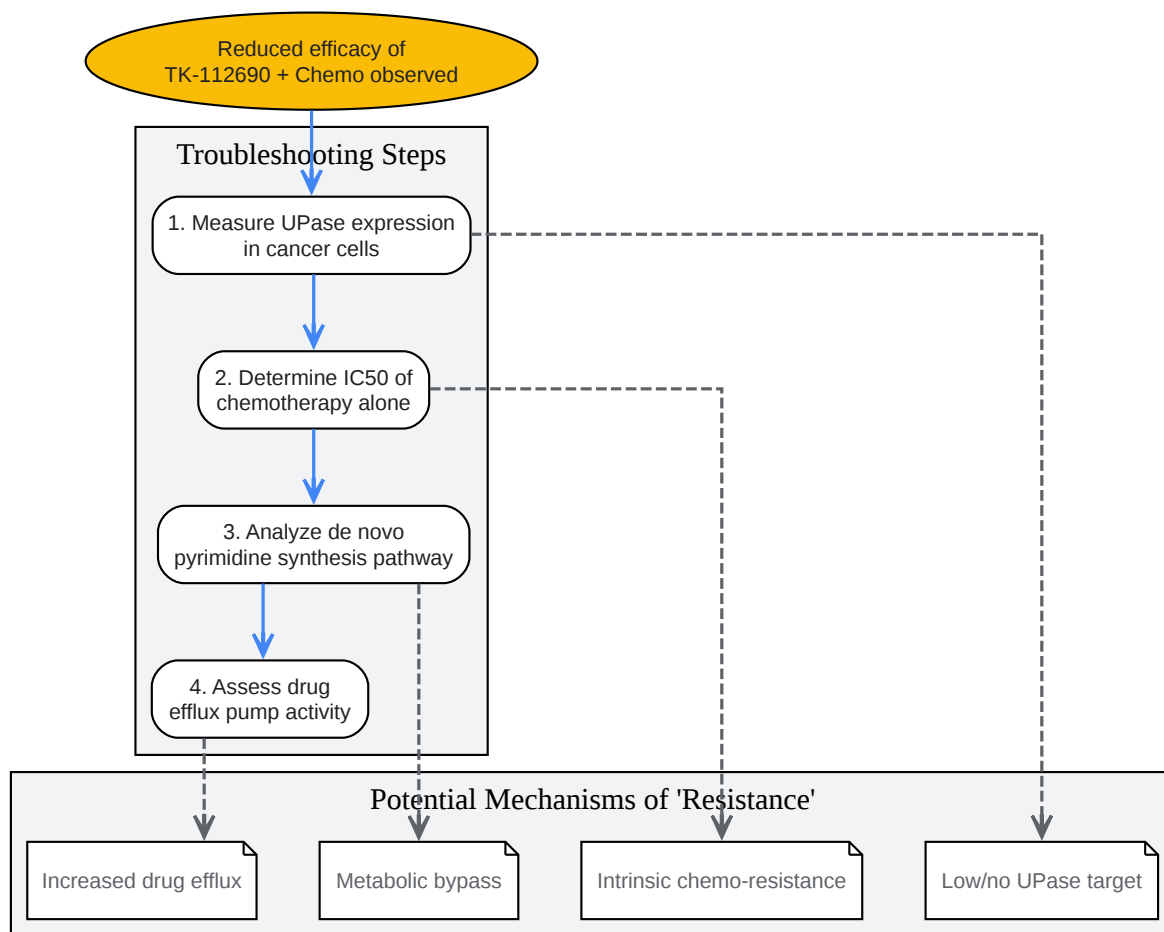 Reduced efficacy of
TK-112690 + Chemo observed
Troubleshooting Steps
1. Measure UPase expression
in cancer cells
2. Determine IC50 of
chemotherapy alone
3. Analyze de novo
pyrimidine synthesis pathway
4. Assess drug
efflux pump activity
Potential Mechanisms of 'Resistance'
Increased drug efflux
Metabolic bypass
Intrinsic chemo-resistance
Low/no UPase target